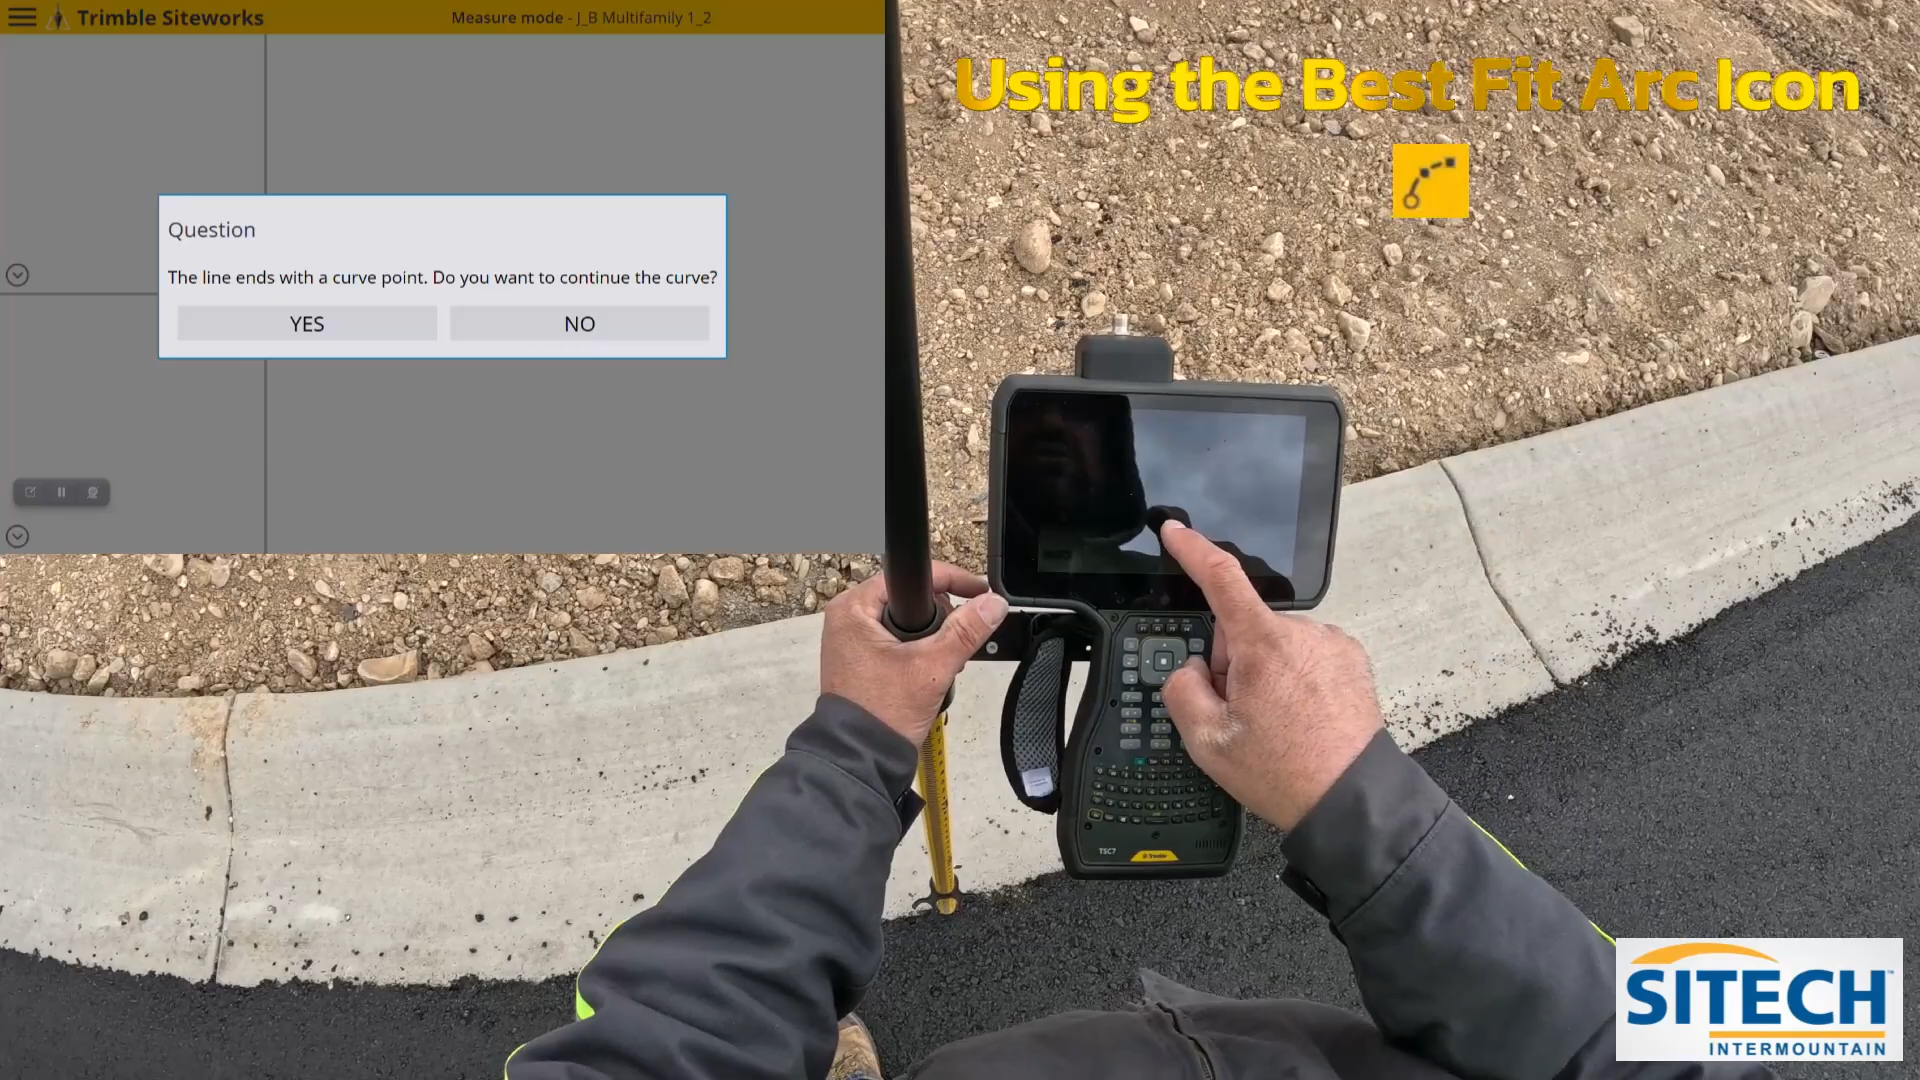 Trimble Siteworks
Measure mode - J_B Multifamily 1_2
Using the Best Fit Arc Icon
Question
The line ends with a curve point. Do you want to continue the curve?
YES
NO
TSC7
Trimble
SITECH
INTERMOUNTAIN